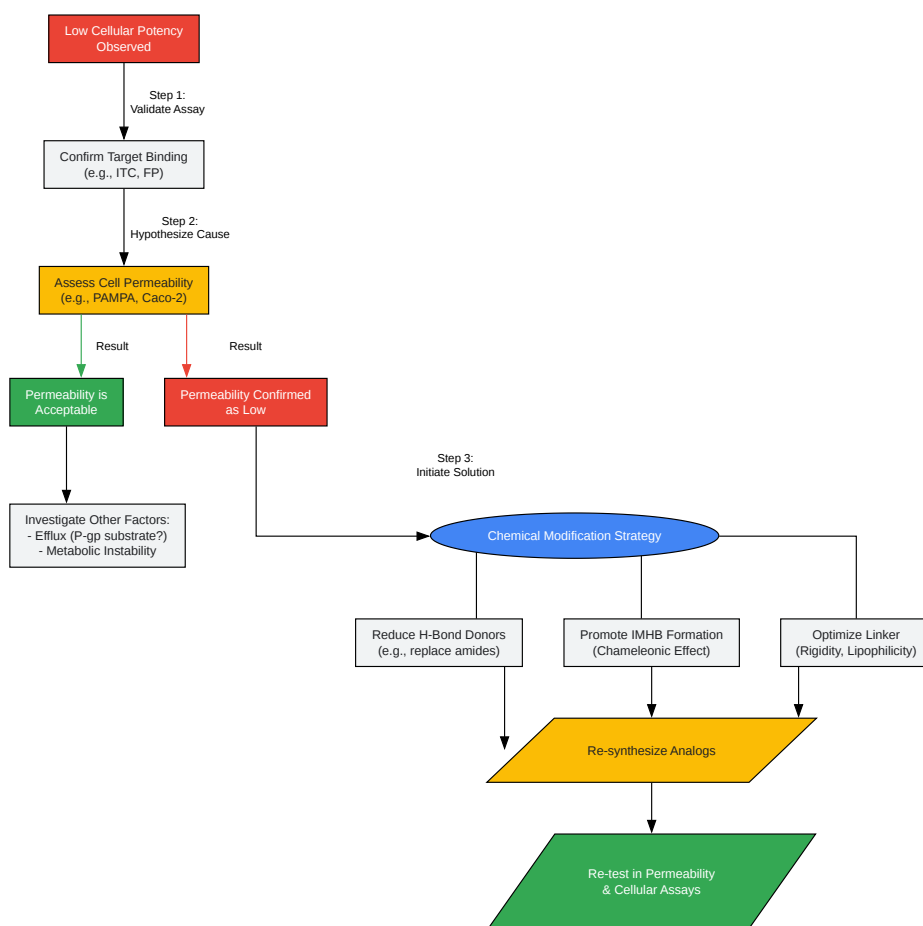 Low Cellular Potency
Observed
Step 1:
Validate Assay
Confirm Target Binding
(e.g., ITC, FP)
Step 2:
Hypothesize Cause
Assess Cell Permeability
(e.g., PAMPA, Caco-2)
Result
Result
Permeability is
Acceptable
Permeability Confirmed
as Low
Step 3:
Initiate Solution
Investigate Other Factors:
- Efflux (P-gp substrate?)
- Metabolic Instability
Chemical Modification Strategy
Reduce H-Bond Donors
(e.g., replace amides)
Promote IMHB Formation
(Chameleonic Effect)
Optimize Linker
(Rigidity, Lipophilicity)
Re-synthesize Analogs
Re-test in Permeability
& Cellular Assays